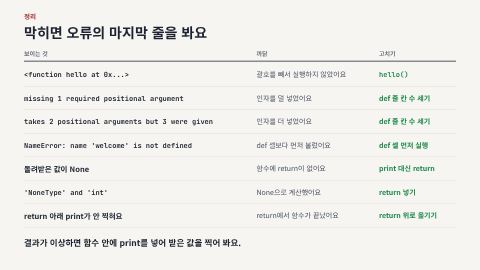 정리
막히면 오류의 마지막 줄을 봐요
보이는 것 까닭 고치기
<function hello at 0x...> 괄호를 빼서 실행하지 않았어요 hello()
missing 1 required positional argument 인자를 덜 넣었어요 def 줄 칸 수 세기
takes 2 positional arguments but 3 were given 인자를 더 넣었어요 def 줄 칸 수 세기
NameError: name 'welcome' is not defined def 셀보다 먼저 불렀어요 def 셀 먼저 실행
돌려받은 값이 None 함수에 return이 없어요 print 대신 return
'NoneType' and 'int' None으로 계산했어요 return 넣기
return 아래 print가 안 찍혀요 return에서 함수가 끝났어요 return 위로 옮기기
결과가 이상하면 함수 안에 print를 넣어 받은 값을 찍어 봐요.